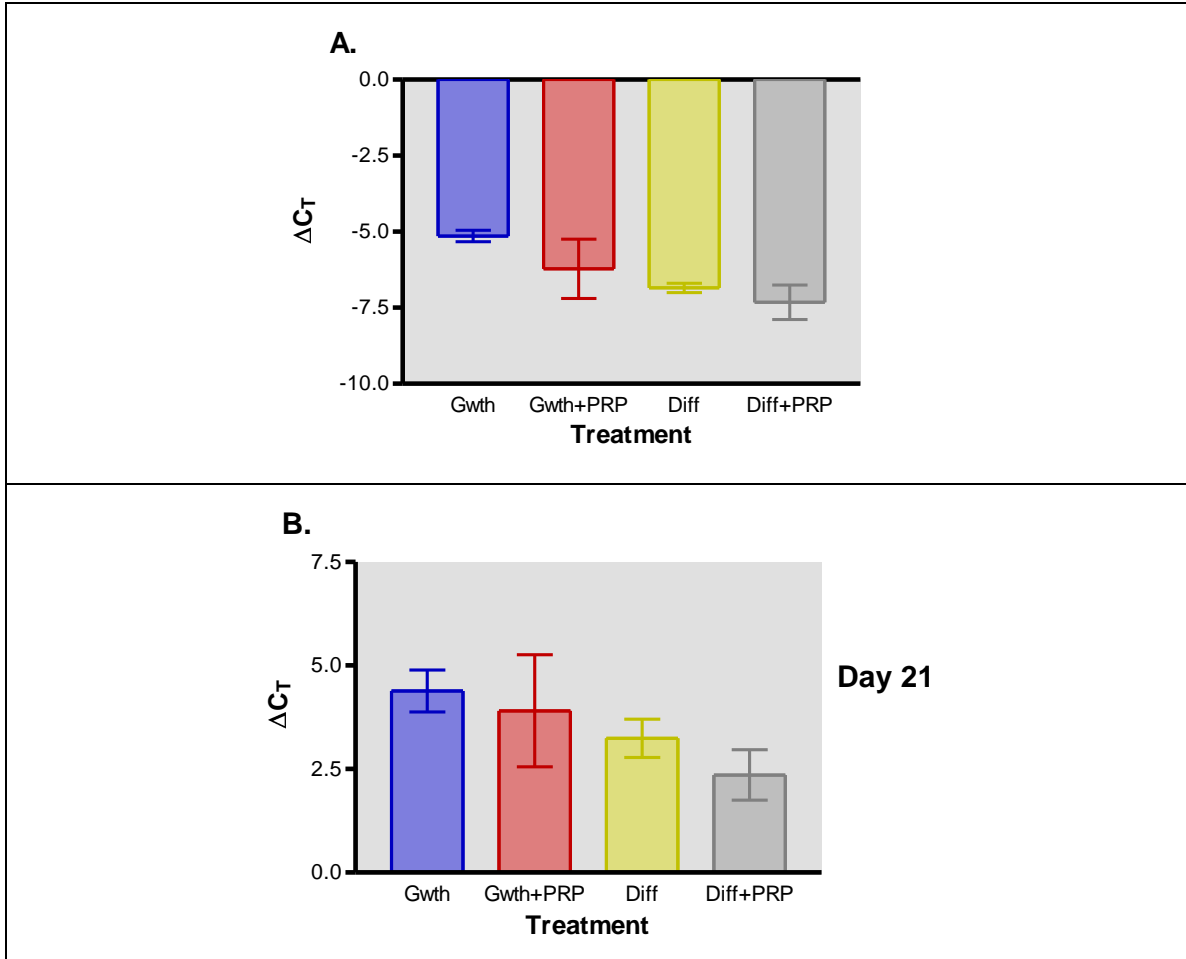 A.
0.0
-2.5
-5.0
-7.5
-10.0
ΔCT
Gwth Gwth+PRP Diff Diff+PRP
Treatment
B.
7.5
5.0
2.5
0.0
ΔCT
Day 21
Gwth Gwth+PRP Diff Diff+PRP
Treatment